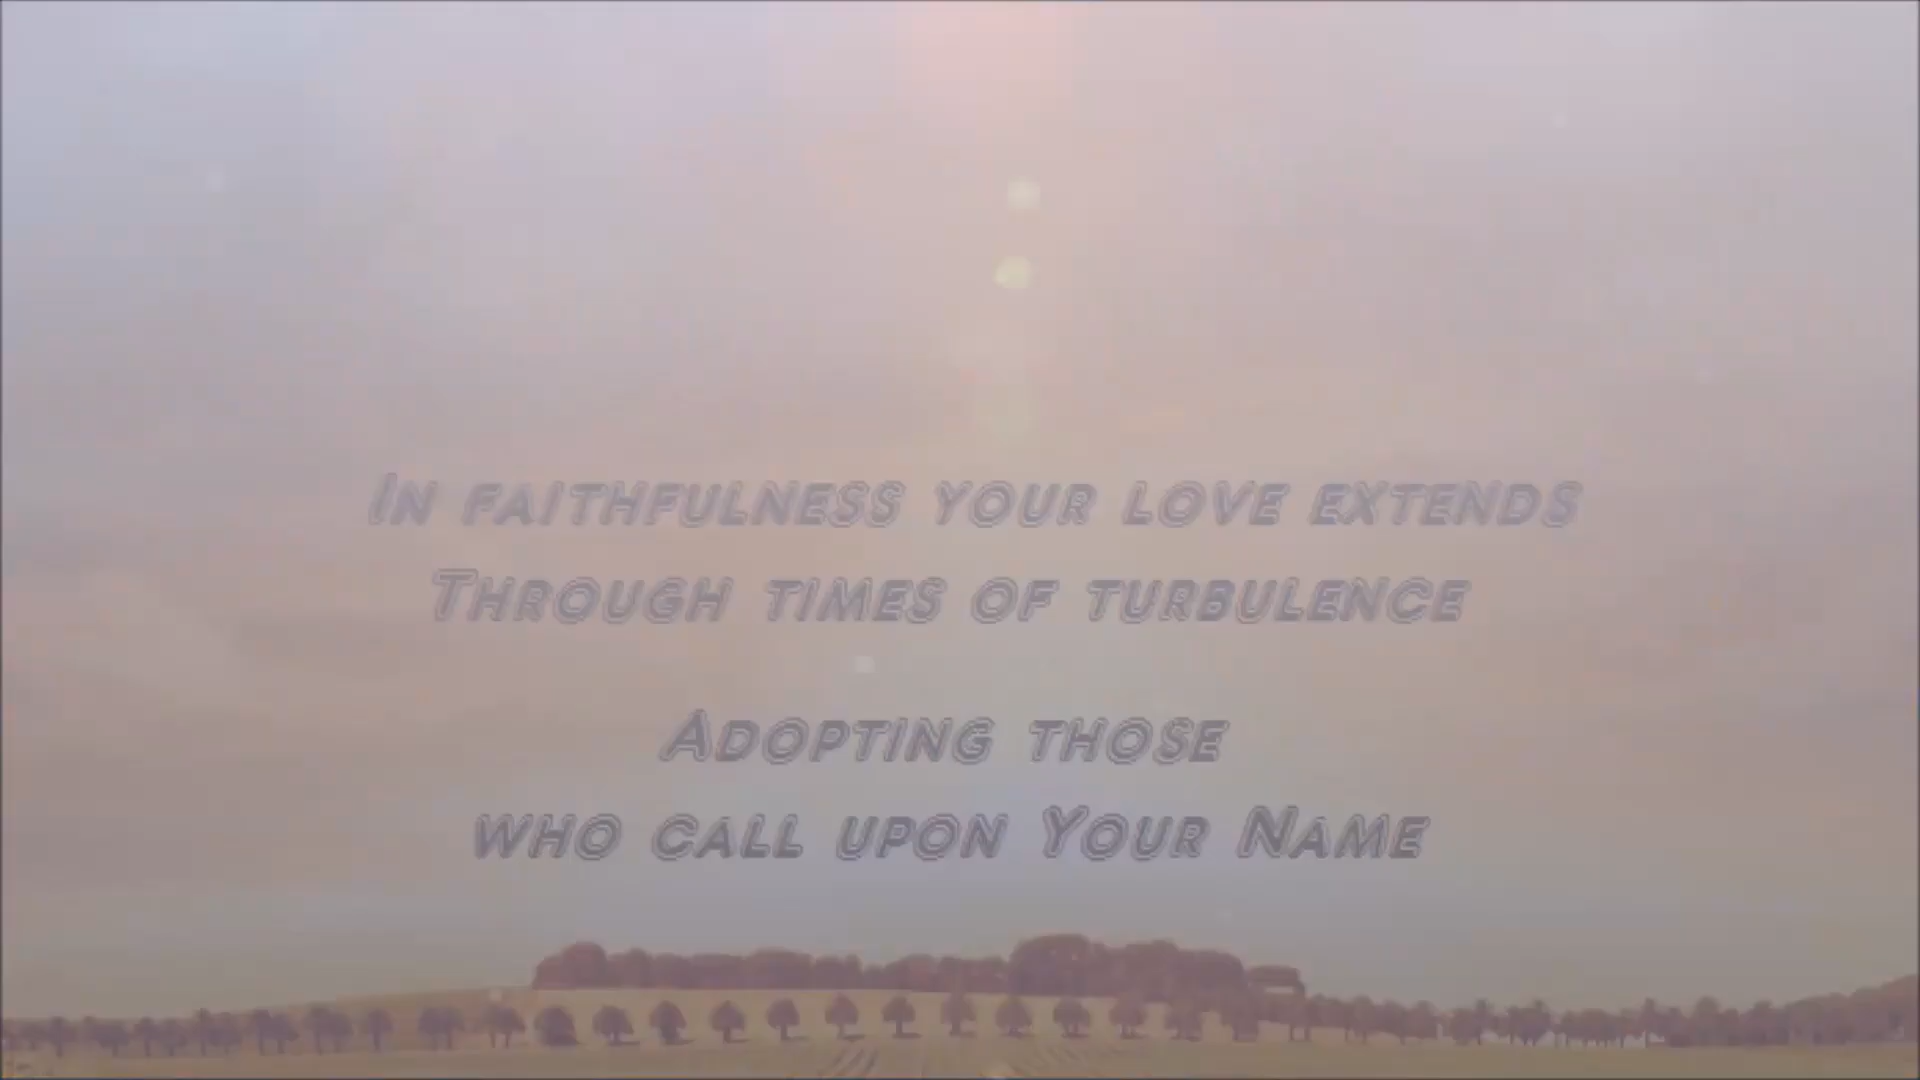 In faithfulness your love extends
Through times of turbulence
Adopting those
who call upon Your Name